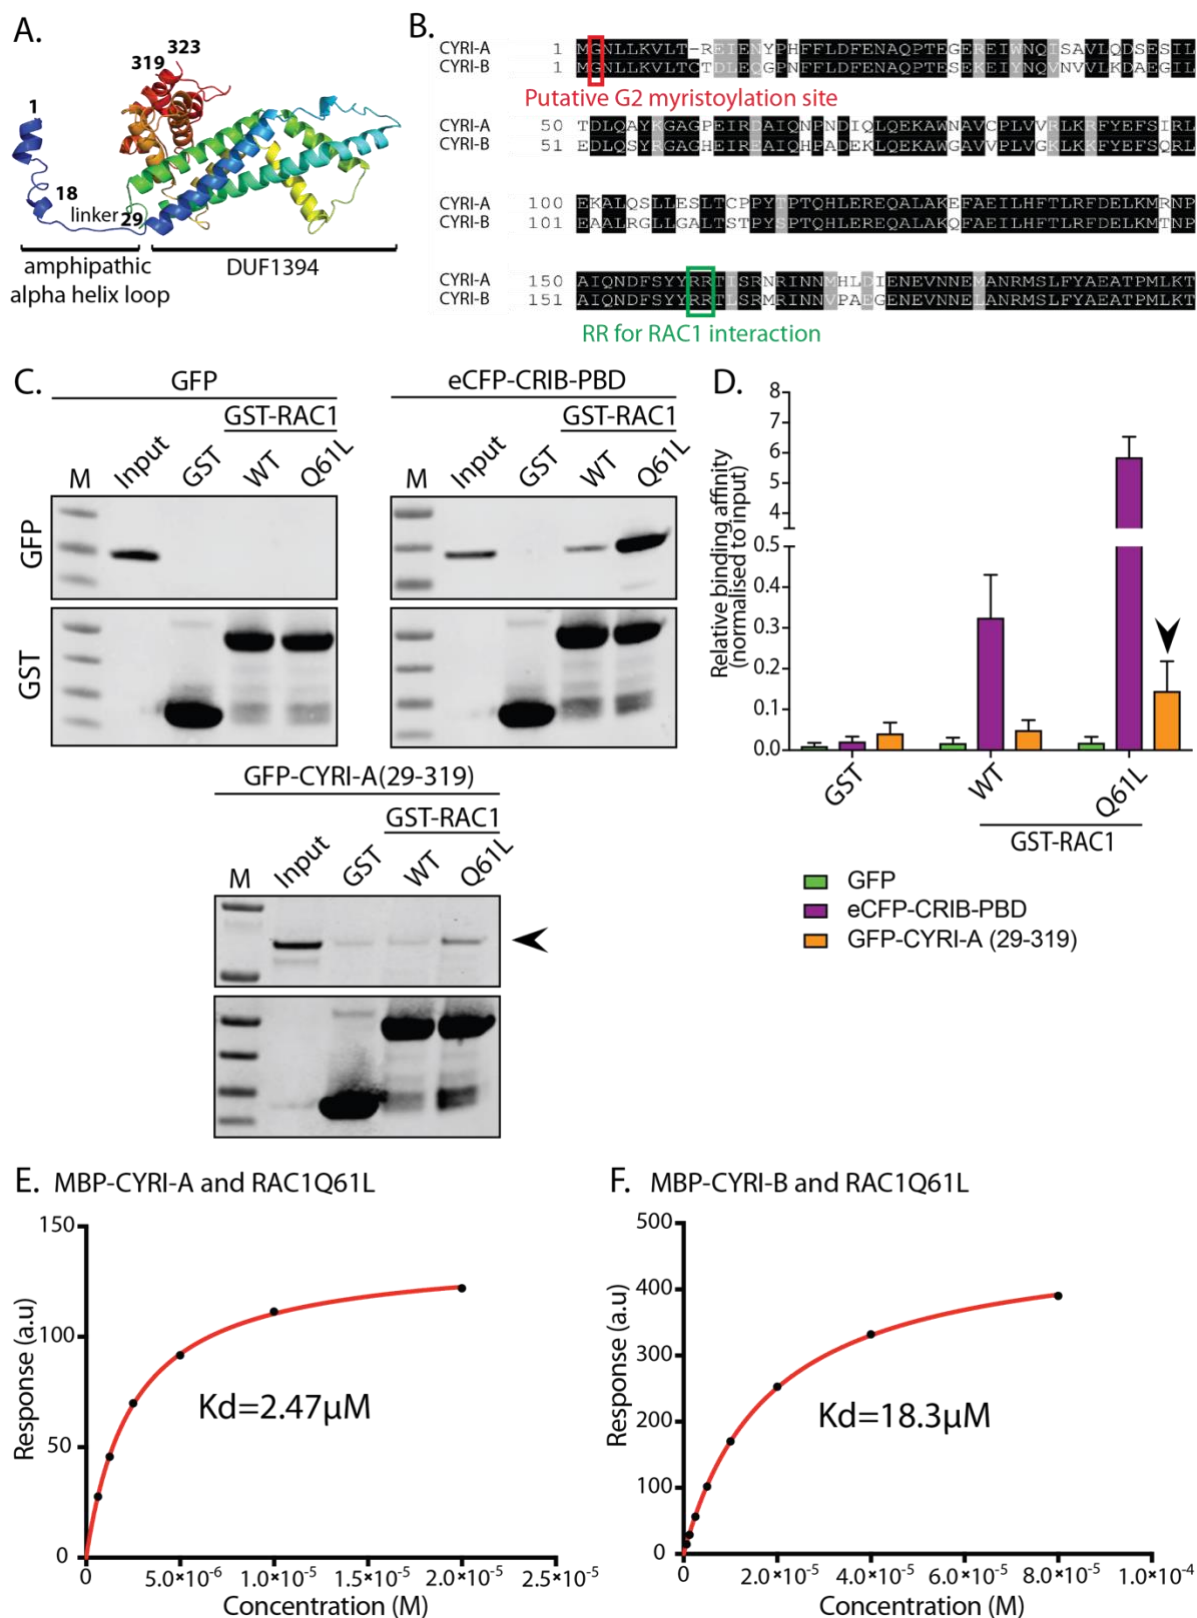 A.
323
319
1
18
linker
29
amphipathic
alpha helix loop
DUF1394
B.
CYRI-A 1 MGNLLKVLT-REIENYPHFFLDFENAQPTEGEREIWNQISAVLQDSESIL
CYRI-B 1 MGNLLKVLTCTDLEQGPNFFLDFENAQPTESEKEIYNQVNVVLKDAEGIL
Putative G2 myristoylation site
CYRI-A 50 TDLQAYKGAGPEIRDAIQNPNDIQLQEKAWNAVCPLVVRLKRFYEFSIRL
CYRI-B 51 EDLQSYRGAGHEIREAIQHPADEKLQEKAWGAVVPLVGKLKKFYEFSQRL
CYRI-A 100 EKALQSLLESLTCPPYTPTQHLEREQALAKEFAEILHFTLRFDELKMRNP
CYRI-B 101 EAALRGLLGALTSTPYSPTQHLEREQALAKQFAEILHFTLRFDELKMTNP
CYRI-A 150 AIQNDFSYYRRTISRNRINNMHLDIENEVNNEMANRMSLFYAEATPMLKT
CYRI-B 151 AIQNDFSYYRRTLSRMRINNVPAEGENEVNNELANRMSLFYAEATPMLKT
RR for RAC1 interaction
C.
GFP
GST-RAC1
M Input GST WT Q61L
GFP
GST
eCFP-CRIB-PBD
GST-RAC1
M Input GST WT Q61L
GFP-CYRI-A(29-319)
GST-RAC1
M Input GST WT Q61L
D.
Relative binding affinity
(normalised to input)
8
7
6
5
4
0.5
0.4
0.3
0.2
0.1
0.0
GST WT Q61L
GST-RAC1
GFP
eCFP-CRIB-PBD
GFP-CYRI-A (29-319)
E. MBP-CYRI-A and RAC1Q61L
Response (a.u)
150
100
50
0
Kd=2.47µM
0 5.0×10⁻⁶ 1.0×10⁻⁵ 1.5×10⁻⁵ 2.0×10⁻⁵ 2.5×10⁻⁵
Concentration (M)
F. MBP-CYRI-B and RAC1Q61L
Response (a.u)
500
400
300
200
100
0
Kd=18.3µM
0 2.0×10⁻⁵ 4.0×10⁻⁵ 6.0×10⁻⁵ 8.0×10⁻⁵ 1.0×10⁻⁴
Concentration (M)